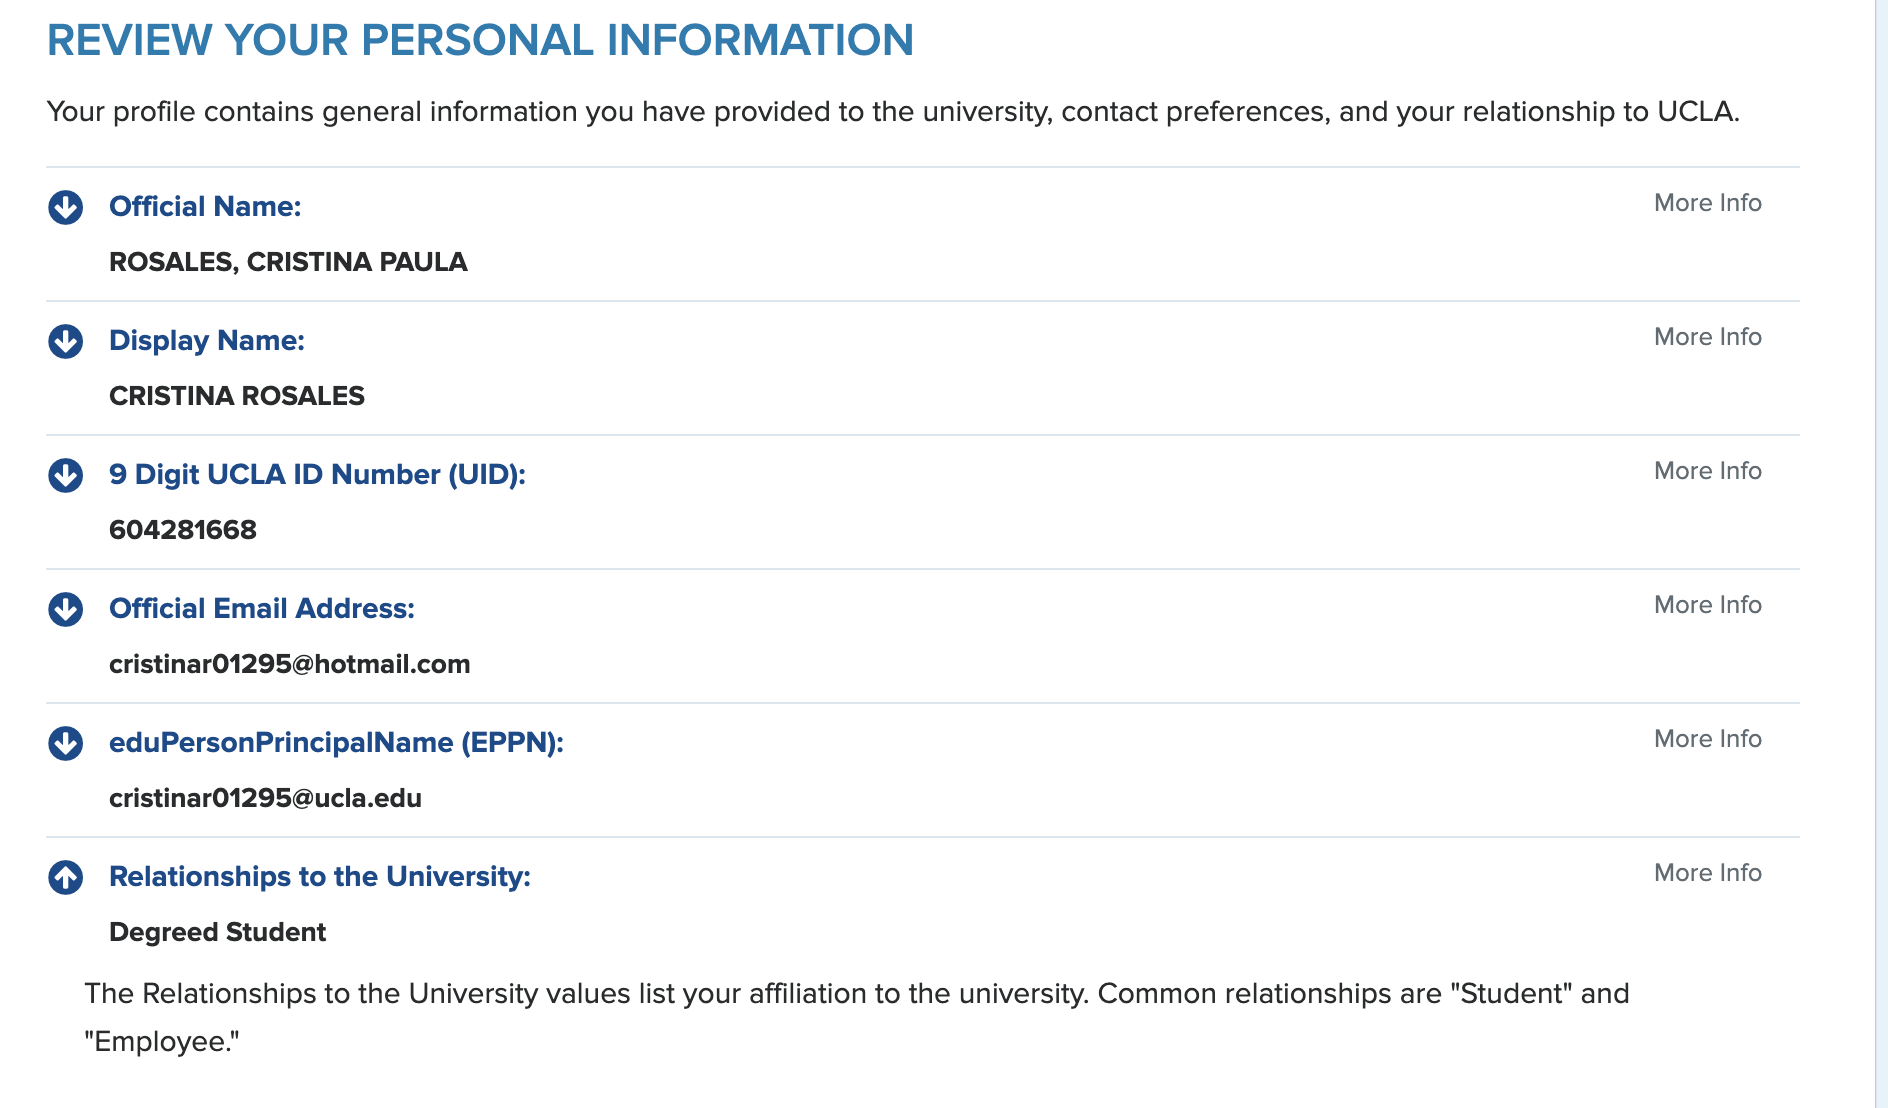 REVIEW YOUR PERSONAL INFORMATION
Your profile contains general information you have provided to the university, contact preferences, and your relationship to UCLA.
Official Name:
More Info
ROSALES, CRISTINA PAULA
Display Name:
More Info
CRISTINA ROSALES
9 Digit UCLA ID Number (UID):
More Info
604281668
Official Email Address:
More Info
cristinar01295@hotmail.com
eduPersonPrincipalName (EPPN):
More Info
cristinar01295@ucla.edu
Relationships to the University:
More Info
Degreed Student
The Relationships to the University values list your affiliation to the university. Common relationships are "Student" and
"Employee."